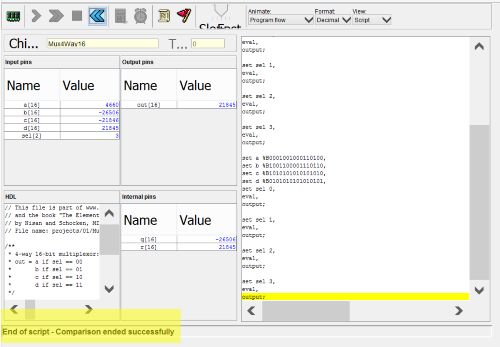 Animate:
Format:
View:
Program flow
Decimal
Script
Chi...
Mux4Way16
T...
0
Input pins
Output pins
Name
Value
Name
Value
a[16]
4660
out[16]
21845
b[16]
-26506
c[16]
-21846
d[16]
21845
sel[2]
3
HDL
Internal pins
// This file is part of www.
// and the book "The Element
// by Nisan and Schocken, MI
// File name: projects/01/Mu
/**
* 4-way 16-bit multiplexor:
* out = a if sel == 00
* b if sel == 01
* c if sel == 10
* d if sel == 11
*/
Name
Value
q[16]
-26506
r[16]
21845
eval,
output;
set sel 1,
eval,
output;
set sel 2,
eval,
output;
set sel 3,
eval,
output;
set a %B0001001000110100,
set b %B1001100001110110,
set c %B1010101010101010,
set d %B0101010101010101,
set sel 0,
eval,
output;
set sel 1,
eval,
output;
set sel 2,
eval,
output;
set sel 3,
eval,
output;
End of script - Comparison ended successfully